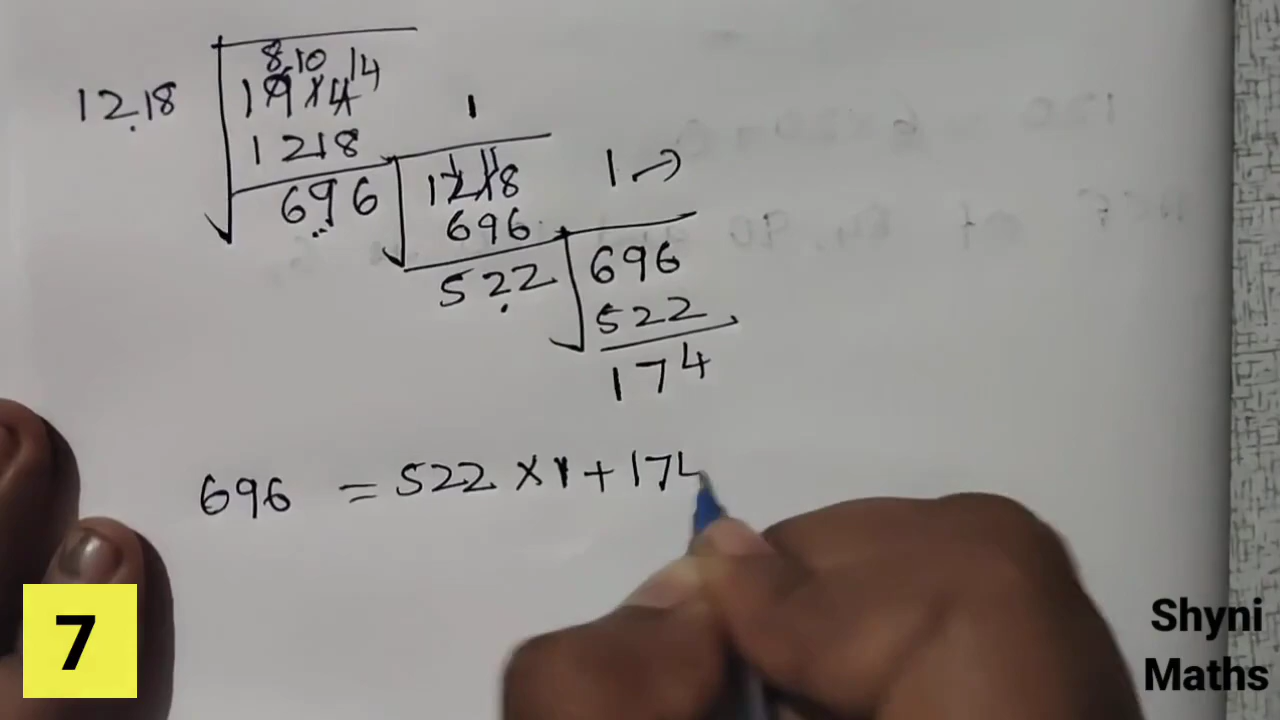 8 10 14
12.18 1914
1218
1
696 1218
696
1 →
522 696
522
174
696 = 522 × 1 + 174
7
Shyni
Maths